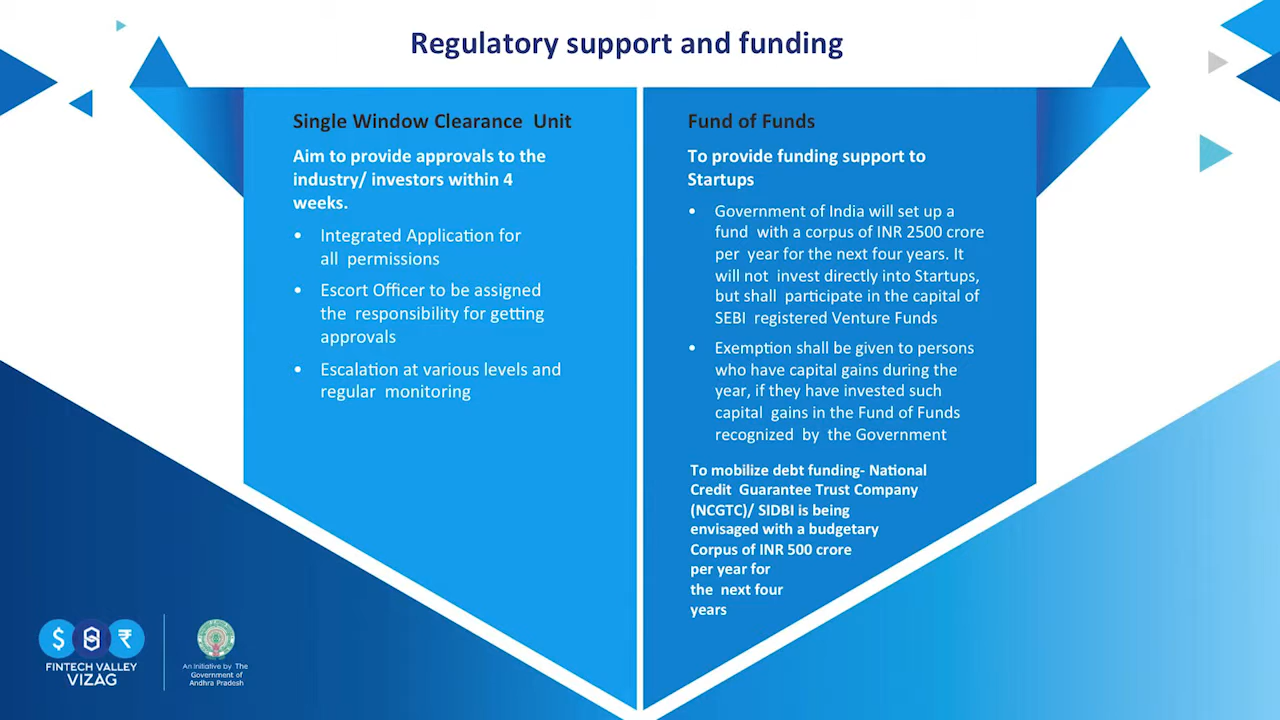 Regulatory support and funding
Single Window Clearance Unit
Aim to provide approvals to the
industry/ investors within 4
weeks.
• Integrated Application for
all permissions
• Escort Officer to be assigned
the responsibility for getting
approvals
• Escalation at various levels and
regular monitoring
Fund of Funds
To provide funding support to
Startups
• Government of India will set up a
fund with a corpus of INR 2500 crore
per year for the next four years. It
will not invest directly into Startups,
but shall participate in the capital of
SEBI registered Venture Funds
• Exemption shall be given to persons
who have capital gains during the
year, if they have invested such
capital gains in the Fund of Funds
recognized by the Government
To mobilize debt funding- National
Credit Guarantee Trust Company
(NCGTC)/ SIDBI is being
envisaged with a budgetary
Corpus of INR 500 crore
per year for
the next four
years
$ ₹
FINTECH VALLEY
VIZAG
An Initiative by The
Government of
Andhra Pradesh